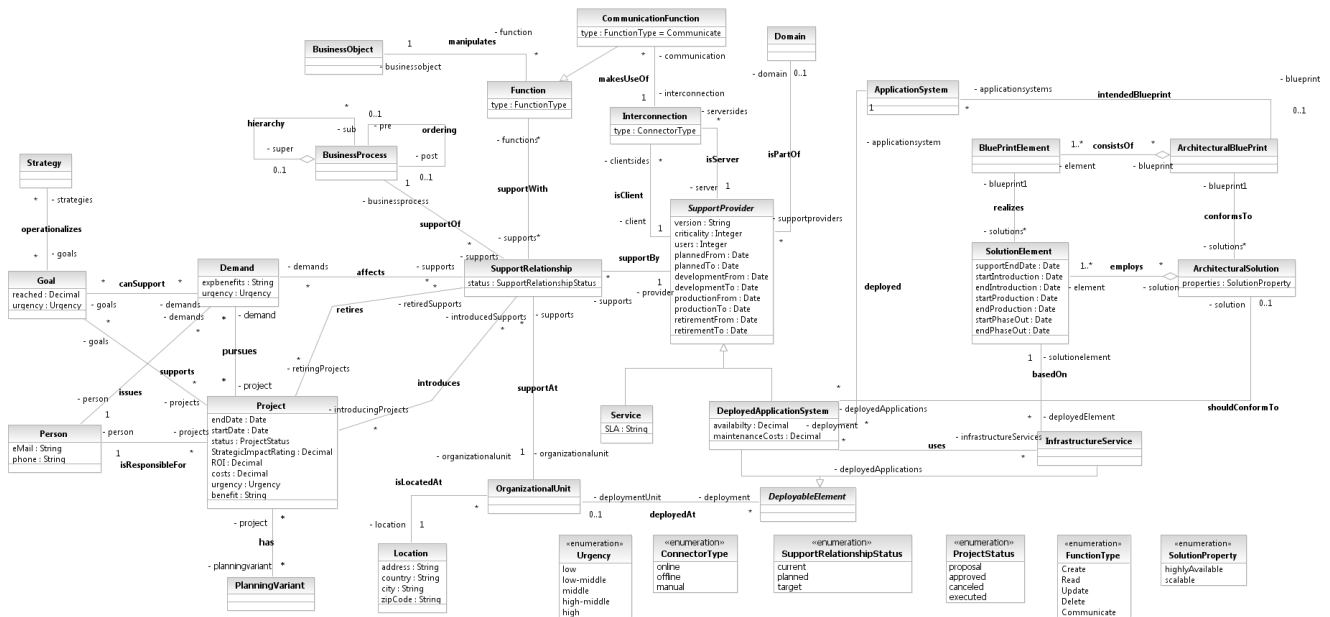 CommunicationFunction
type : FunctionType = Communicate
Domain
BusinessObject
1
manipulates
- function
*
- businessobject
* - communication
makesUseOf
1 - interconnection
- domain 0..1
Function
type : FunctionType
Interconnection
type : ConnectorType
- serversides
*
ApplicationSystem
1
- applicationsystems
*
intendedBlueprint
- blueprint
0..1
- applicationsystem
hierarchy
*
- sub
0..1
- pre
ordering
- super
0..1
- post
0..1
BusinessProcess
1
- businessprocess
- functions*
- clientsides *
isServer
isPartOf
- server 1
isClient
- client 1
BluePrintElement
1..* consistsOf *
- element - blueprint
ArchitecturalBluePrint
- blueprint1
- blueprint1
Strategy
* - strategies
operationalizes
* - goals
supportWith
supportOf
- supports*
*
- supports
SupportProvider
version : String
criticality : Integer
users : Integer
plannedFrom : Date
plannedTo : Date
developmentFrom : Date
developmentTo : Date
productionFrom : Date
productionTo : Date
retirementFrom : Date
retirementTo : Date
- supportproviders
*
realizes
- solutions*
conformsTo
- solutions*
Goal
reached : Decimal
urgency : Urgency
* canSupport *
- goals
- demands
- demands
*
Demand
expbenefits : String
urgency : Urgency
- demands
*
affects
- supports
*
SupportRelationship
status : SupportRelationshipStatus
*
- supports
supportBy
1
- provider
deployed
SolutionElement
supportEndDate : Date
startIntroduction : Date
endIntroduction : Date
startProduction : Date
endProduction : Date
startPhaseOut : Date
endPhaseOut : Date
1..* employs *
- element - solution
ArchitecturalSolution
properties : SolutionProperty
- solution 0..1
*
- goals
*
- demand
retires
*
- retiredSupports
- introducedSupports
*
*
- supports
pursues
*
- retiringProjects
introduces
supportAt
1 - solutionelement
basedOn
supports
*
- projects
issues
- person
1
*
- project
- introducingProjects
*
shouldConformTo
Person
eMail : String
phone : String
- person
1
- projects
*
isResponsibleFor
Project
endDate : Date
startDate : Date
status : ProjectStatus
StrategicImpactRating : Decimal
ROI : Decimal
costs : Decimal
urgency : Urgency
benefit : String
Service
SLA : String
DeployedApplicationSystem
availabilty : Decimal
maintenanceCosts : Decimal
*
- deployedApplications
- deployment
*
*
- deployedApplications
uses
- infrastructureServices
*
* - deployedElement
InfrastructureService
- organizationalunit
1 - organizationalunit
isLocatedAt
*
- location 1
OrganizationalUnit
- deploymentUnit
0..1
deployedAt
- deployment
*
DeployableElement
- project *
has
- planningvariant *
PlanningVariant
Location
address : String
country : String
city : String
zipCode : String
«enumeration»
Urgency
low
low-middle
middle
high-middle
high
«enumeration»
ConnectorType
online
offline
manual
«enumeration»
SupportRelationshipStatus
current
planned
target
«enumeration»
ProjectStatus
proposal
approved
canceled
executed
«enumeration»
FunctionType
Create
Read
Update
Delete
Communicate
«enumeration»
SolutionProperty
highlyAvailable
scalable